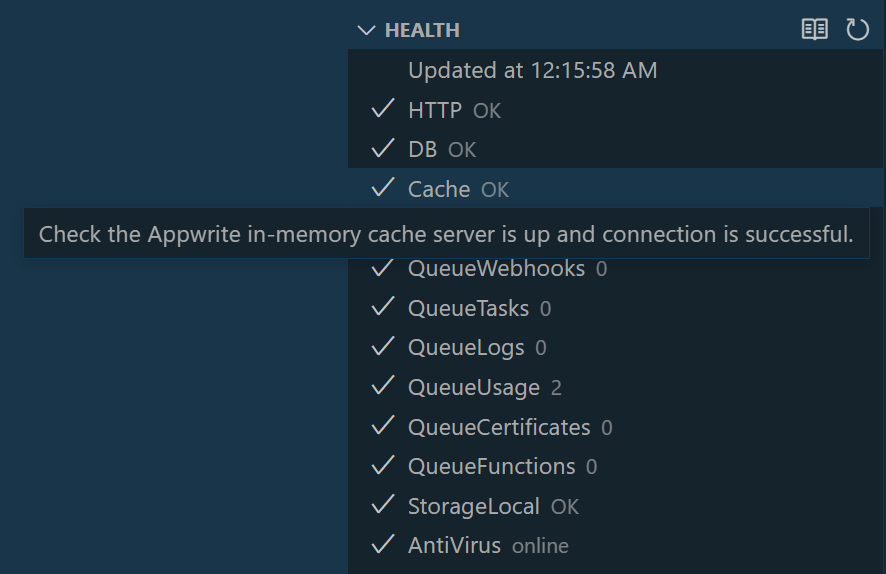 HEALTH
Updated at 12:15:58 AM
HTTP OK
DB OK
Cache OK
Check the Appwrite in-memory cache server is up and connection is successful.
QueueWebhooks 0
QueueTasks 0
QueueLogs 0
QueueUsage 2
QueueCertificates 0
QueueFunctions 0
StorageLocal OK
AntiVirus online